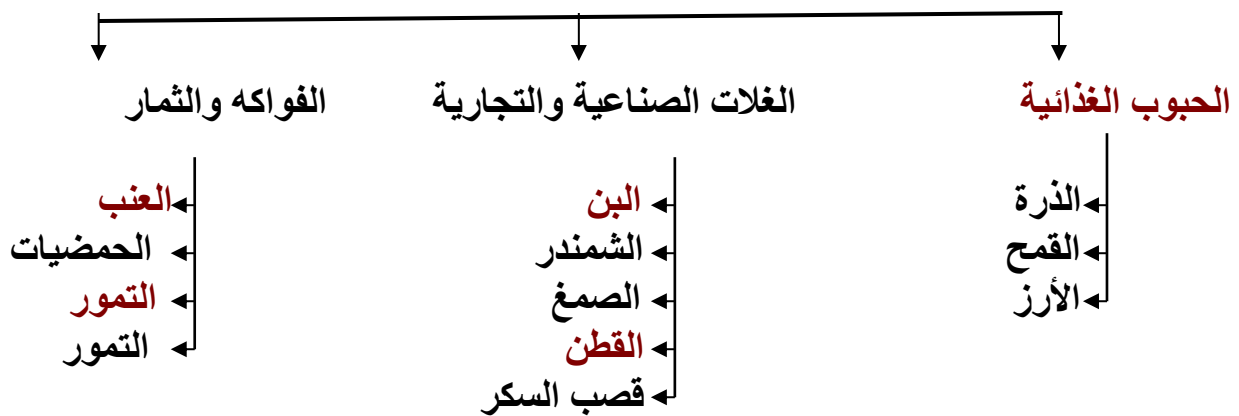 الحبوب الغذائية
الذرة
القمح
الأرز
الغلات الصناعية والتجارية
البن
الشمندر
الصمغ
القطن
قصب السكر
الفواكه والثمار
العنب
الحمضيات
التمور
التمور